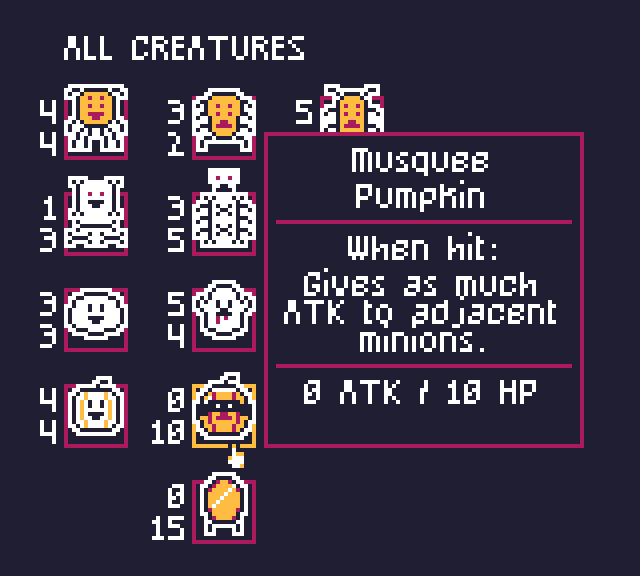 ALL CREATURES
4
4
3
2
5
1
3
3
5
3
3
5
4
4
4
0
10
0
15
Musquee
Pumpkin
When hit:
Gives as much
ATK to adjacent
minions.
0 ATK / 10 HP